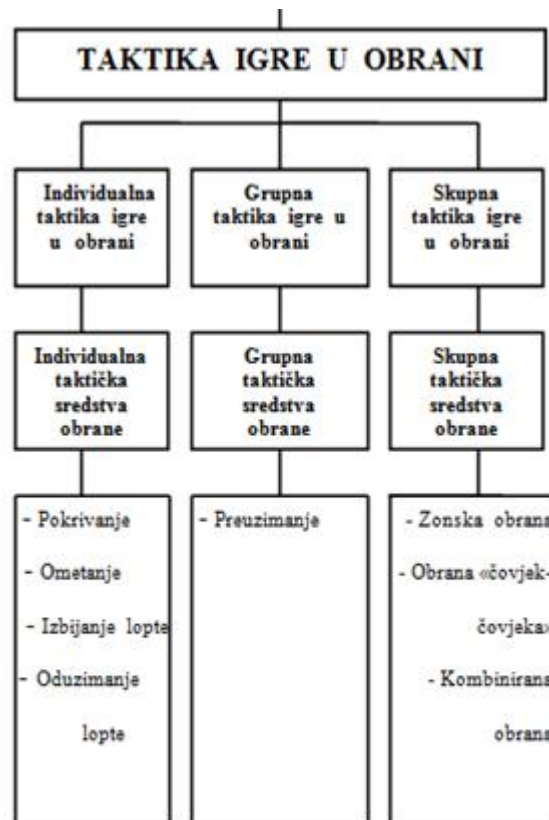 TAKTIKA IGRE U OBRANI
Individualna
taktika igre
u obrani
Grupna
taktika igre u
obrani
Skupna
taktika igre
u obrani
Individualna
taktička
sredstva
obrane
Grupna
taktička
sredstva
obrane
Skupna
taktička
sredstva
obrane
- Pokrivanje
- Ometanje
- Izbijanje lopte
- Oduzimanje
lopte
- Preuzimanje
- Zonska obrana
- Obrana «čovjek-
čovjeka»
- Kombinirana
obrana